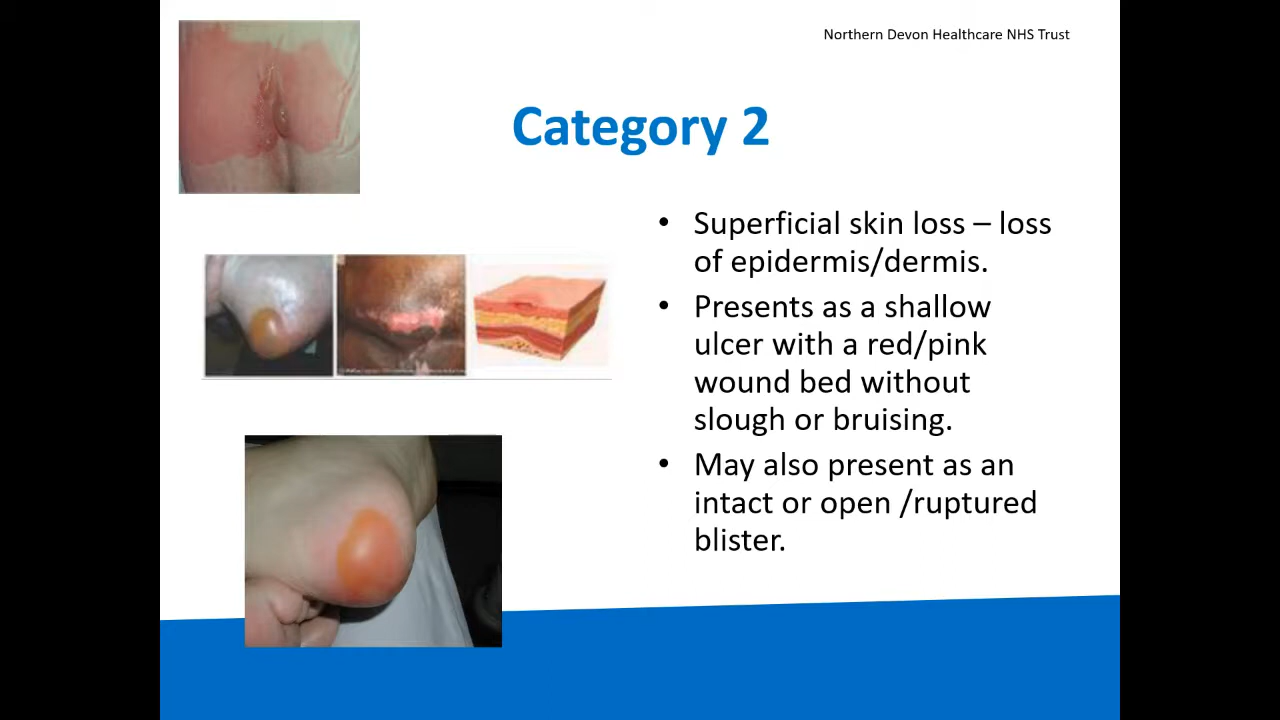 Northern Devon Healthcare NHS Trust
Category 2
• Superficial skin loss – loss
of epidermis/dermis.
• Presents as a shallow
ulcer with a red/pink
wound bed without
slough or bruising.
• May also present as an
intact or open /ruptured
blister.